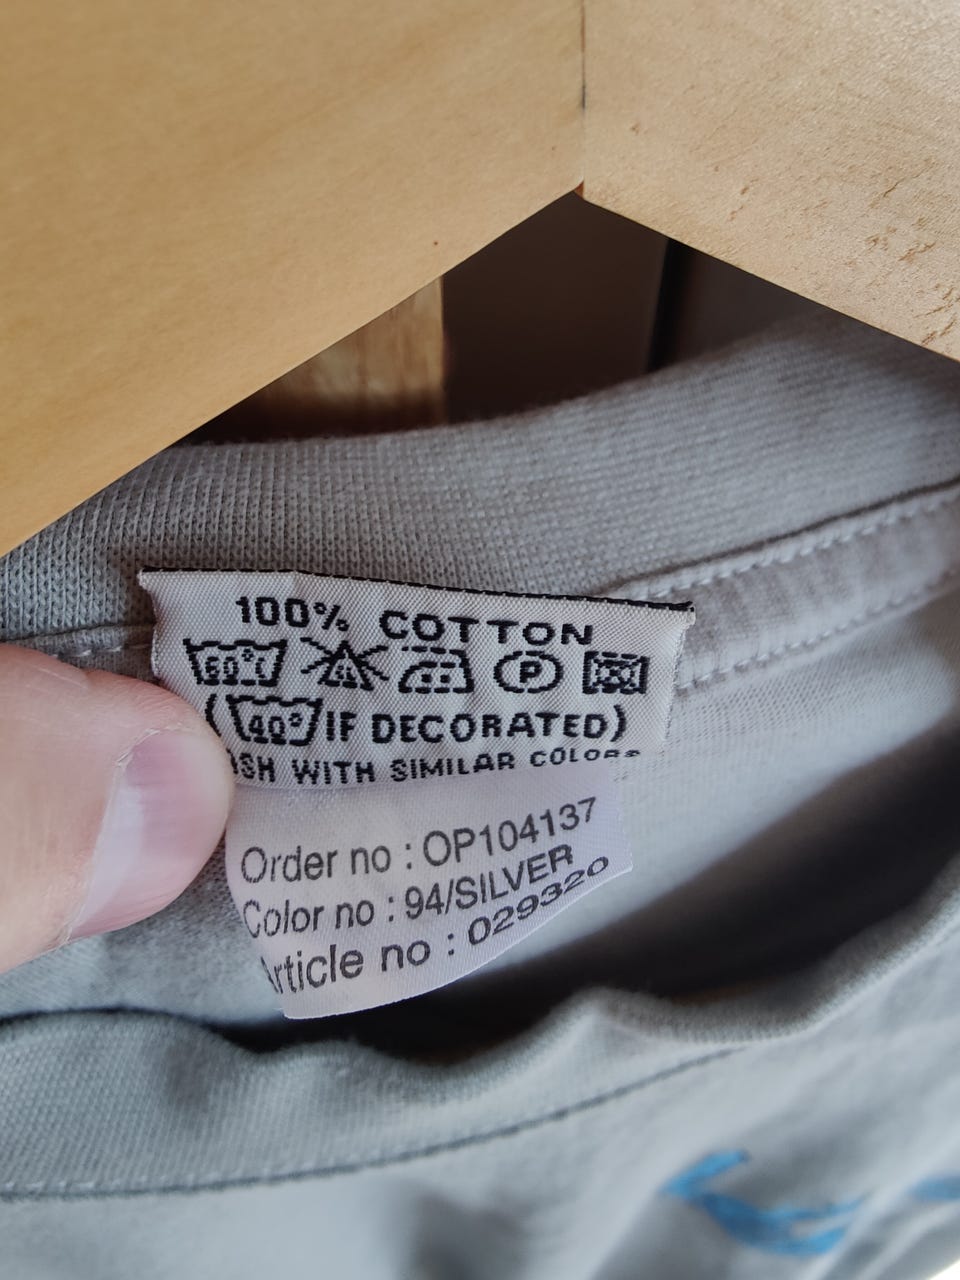 100% COTTON
60°C P
(40° IF DECORATED)
WITH SIMILAR COLORS
Order no : OP104137
Color no : 94/SILVER
Article no : 029320